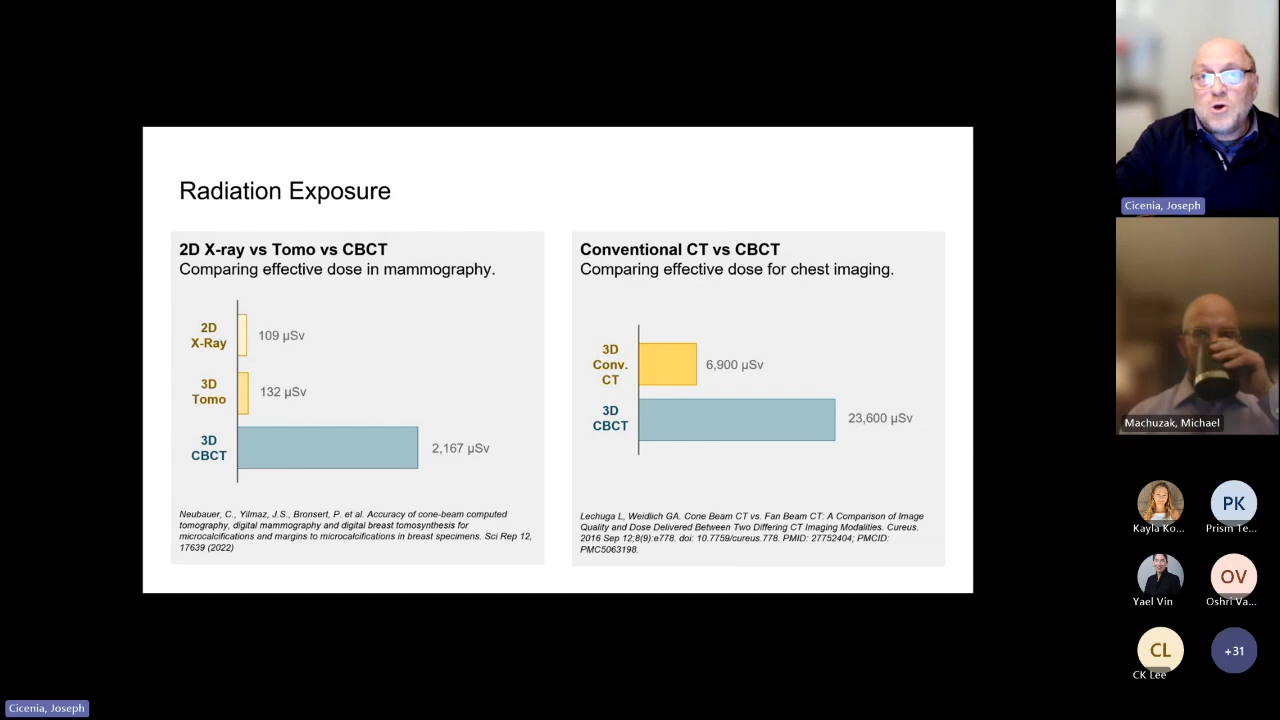 Radiation Exposure
2D X-ray vs Tomo vs CBCT
Comparing effective dose in mammography.
2D
X-Ray
109 µSv
3D
Tomo
132 µSv
3D
CBCT
2,167 µSv
Neubauer, C., Yilmaz, J.S., Bronsert, P. et al. Accuracy of cone-beam computed
tomography, digital mammography and digital breast tomosynthesis for
microcalcifications and margins to microcalcifications in breast specimens. Sci Rep 12,
17639 (2022)
Conventional CT vs CBCT
Comparing effective dose for chest imaging.
3D
Conv.
CT
6,900 µSv
3D
CBCT
23,600 µSv
Lechuga L, Weidlich GA. Cone Beam CT vs. Fan Beam CT: A Comparison of Image
Quality and Dose Delivered Between Two Differing CT Imaging Modalities. Cureus.
2016 Sep 12;8(9):e778. doi: 10.7759/cureus.778. PMID: 27752404; PMCID:
PMC5063198.
Cicenia, Joseph
Machuzak, Michael
Kayla Ko...
PK
Prism Te...
Yael Vin
OV
Oshri Va...
CL
CK Lee
+31
Cicenia, Joseph